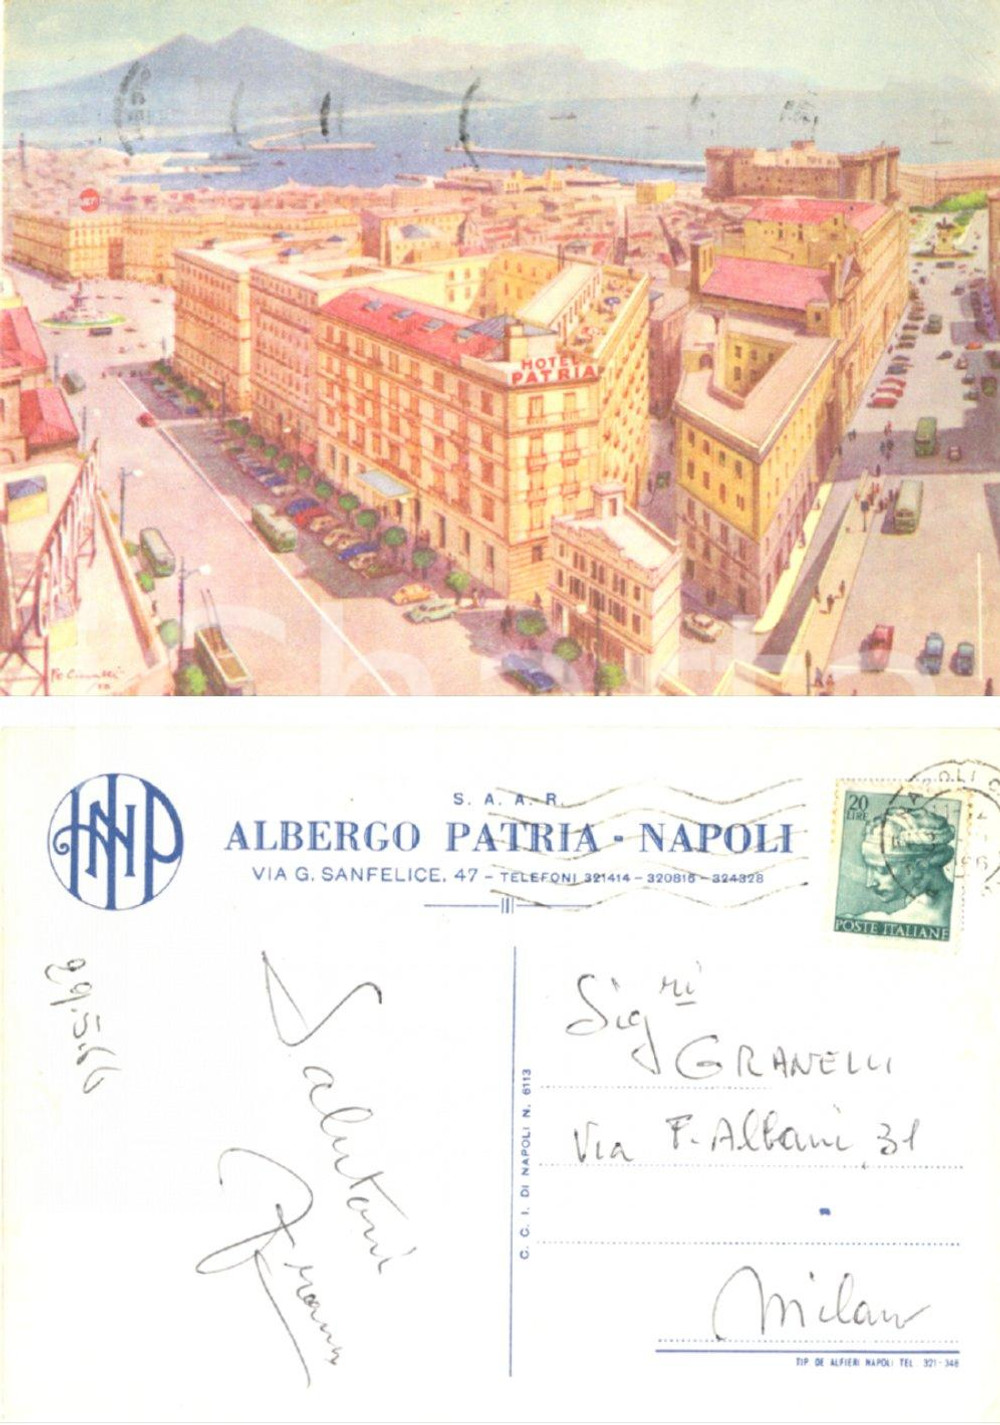 HOTEL
PATRIA
S. A. A. R.
ALBERGO PATRIA - NAPOLI
VIA G. SANFELICE, 47 - TELEFONI 321414 - 320816 - 324328
20
LIRE
POSTE ITALIANE
29.5.66
Saluti
Sig.ri
GRANELLI
Via F. Albani 31
Milano
C. C. I. DI NAPOLI N. 6113
TIP. DE ALFIERI NAPOLI TEL. 321-348